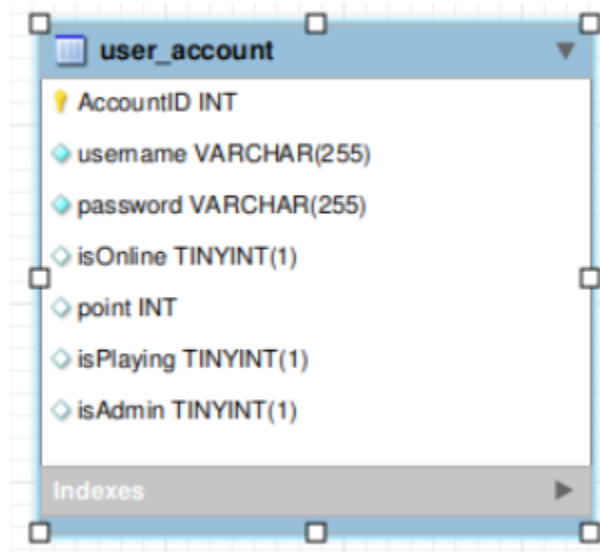 user_account
AccountID INT
username VARCHAR(255)
password VARCHAR(255)
isOnline TINYINT(1)
point INT
isPlaying TINYINT(1)
isAdmin TINYINT(1)
Indexes